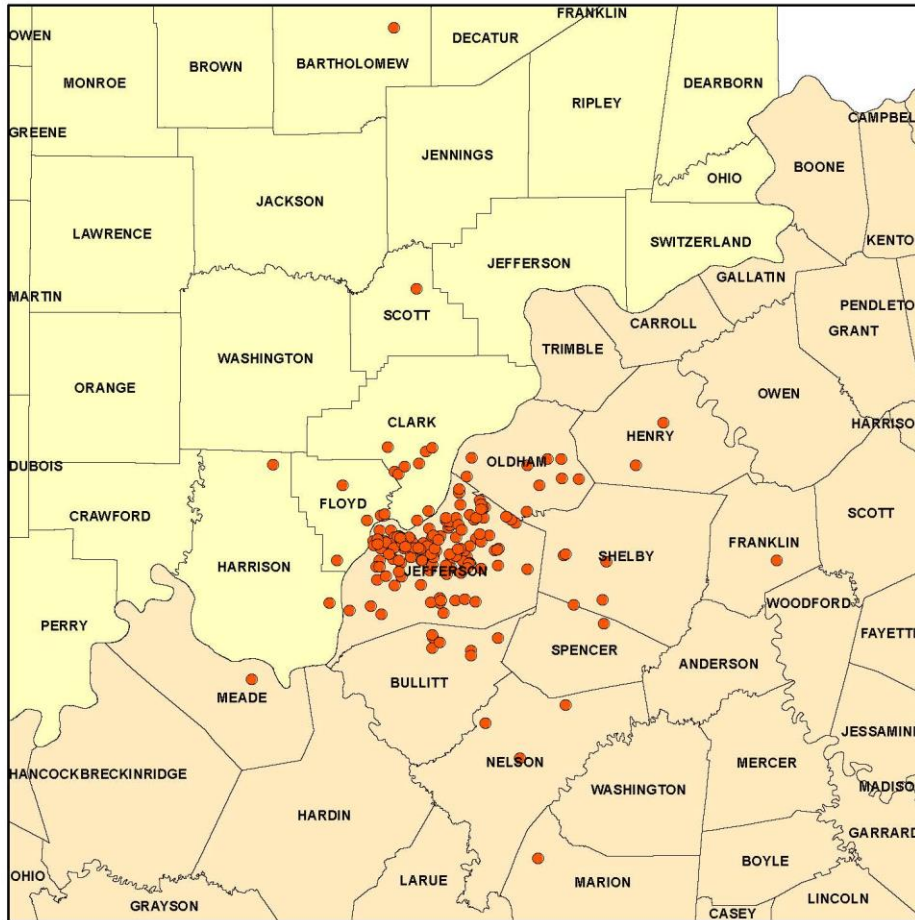 FRANKLIN
OWEN
DECATUR
BROWN
BARTHOLOMEW
MONROE
DEARBORN
RIPLEY
CAMPBEL
GREENE
JENNINGS
BOONE
OHIO
JACKSON
LAWRENCE
SWITZERLAND
KENTO
JEFFERSON
GALLATIN
MARTIN
PENDLETO
SCOTT
CARROLL
GRANT
TRIMBLE
WASHINGTON
ORANGE
OWEN
CLARK
HARRISO
HENRY
OLDHAM
DUBOIS
FLOYD
CRAWFORD
SCOTT
FRANKLIN
SHELBY
HARRISON
JEFFERSON
WOODFORD
PERRY
FAYETTE
SPENCER
ANDERSON
BULLITT
MEADE
JESSAMINE
NELSON
MERCER
HANCOCK
BRECKINRIDGE
WASHINGTON
MADISO
HARDIN
GARRARD
BOYLE
OHIO
LARUE
MARION
LINCOLN
GRAYSON
CASEY